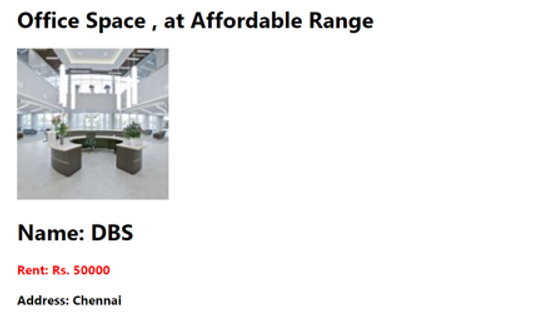 Office Space , at Affordable Range
Name: DBS
Rent: Rs. 50000
Address: Chennai